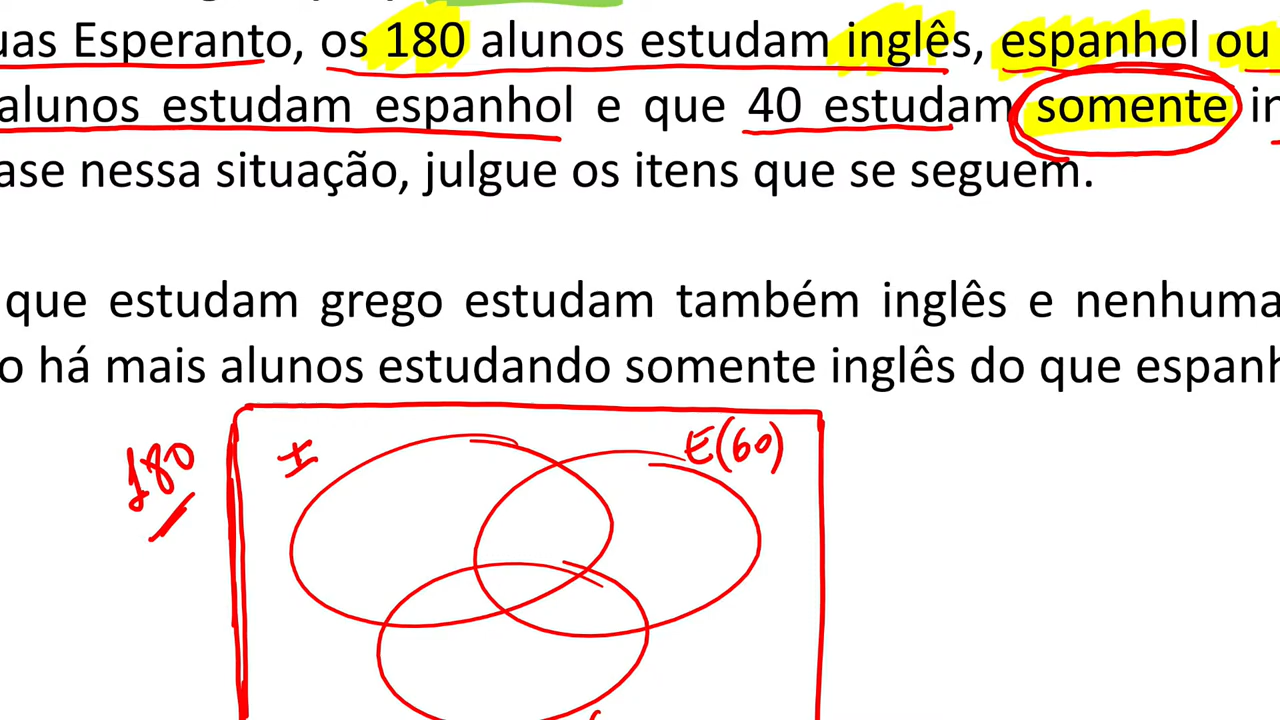 uas Esperanto, os 180 alunos estudam inglês, espanhol ou
alunos estudam espanhol e que 40 estudam somente in
ase nessa situação, julgue os itens que se seguem.
que estudam grego estudam também inglês e nenhuma
o há mais alunos estudando somente inglês do que espanh
180
I
E(60)